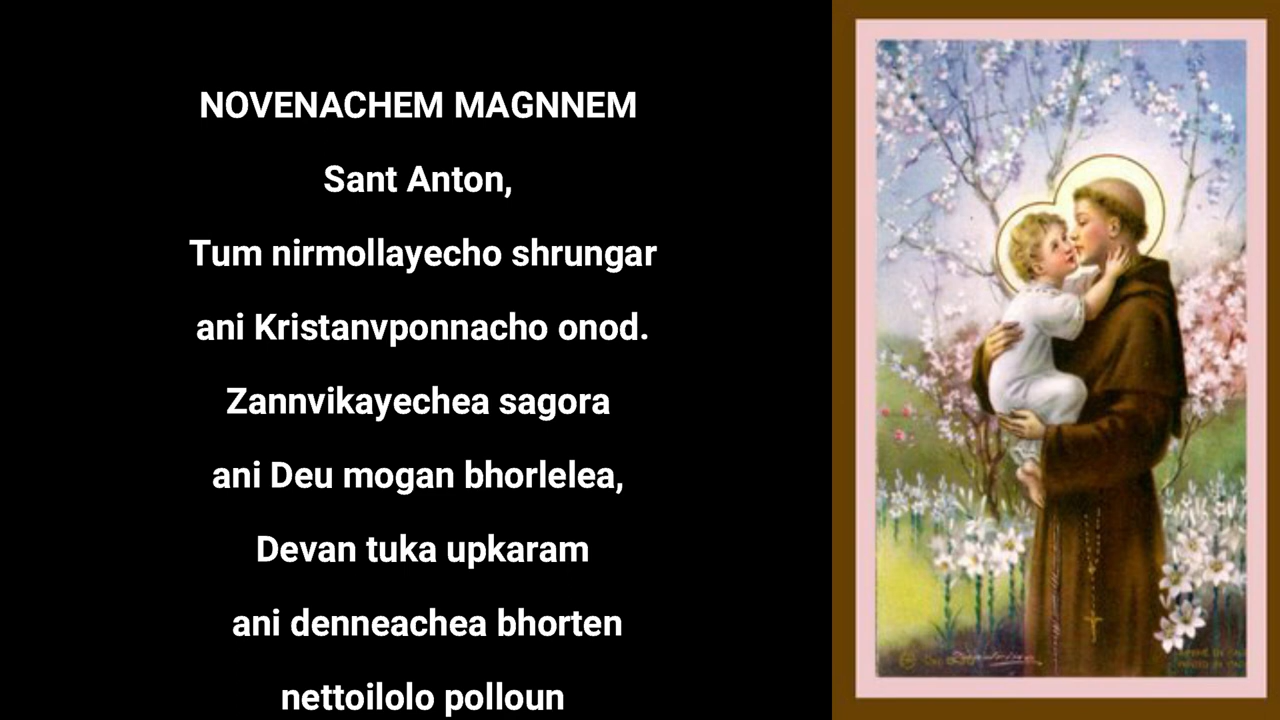 NOVENACHEM MAGNNEM
Sant Anton,
Tum nirmollayecho shrungar
ani Kristanvponnacho onod.
Zannvikayechea sagora
ani Deu mogan bhorlelea,
Devan tuka upkaram
ani denneachea bhorten
nettoilolo polloun